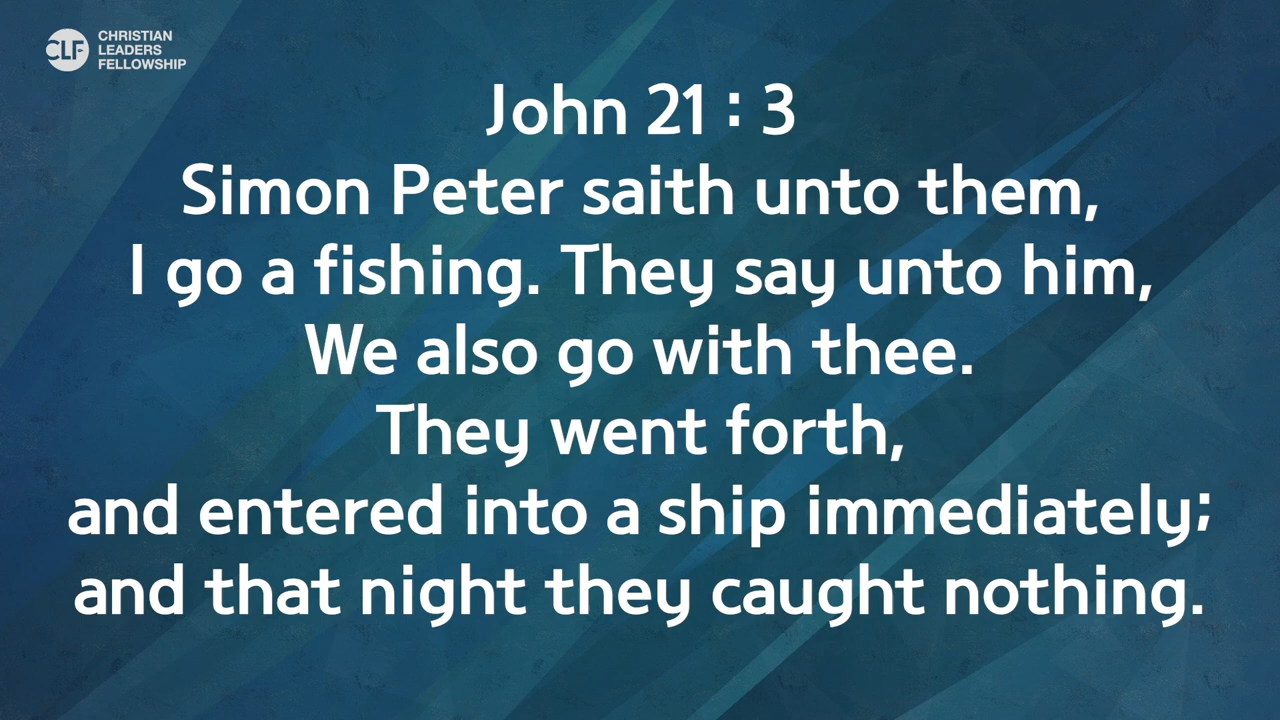 CLF
CHRISTIAN
LEADERS
FELLOWSHIP
John 21 : 3
Simon Peter saith unto them,
I go a fishing. They say unto him,
We also go with thee.
They went forth,
and entered into a ship immediately;
and that night they caught nothing.